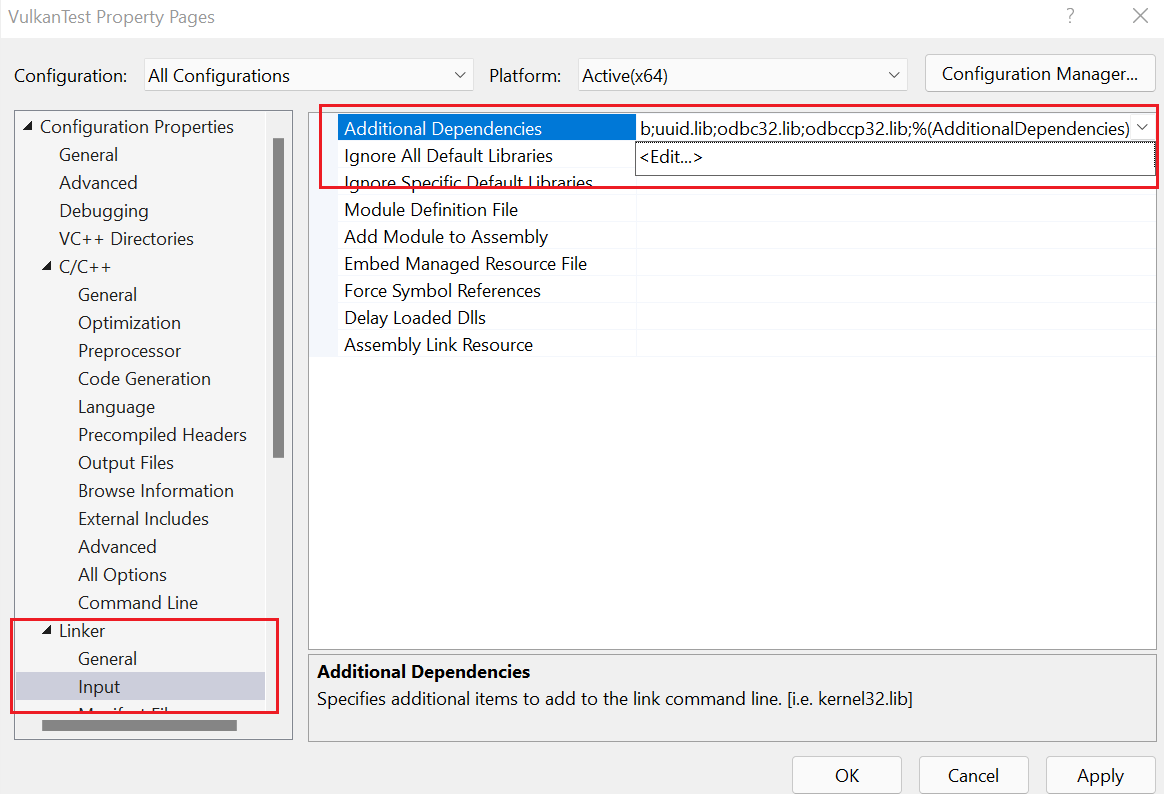 VulkanTest Property Pages
?
Configuration: All Configurations Platform: Active(x64) Configuration Manager...
Configuration Properties
General
Advanced
Debugging
VC++ Directories
C/C++
General
Optimization
Preprocessor
Code Generation
Language
Precompiled Headers
Output Files
Browse Information
External Includes
Advanced
All Options
Command Line
Linker
General
Input
Additional Dependencies b;uuid.lib;odbc32.lib;odbccp32.lib;%(AdditionalDependencies)
Ignore All Default Libraries <Edit...>
Ignore Specific Default Libraries
Module Definition File
Add Module to Assembly
Embed Managed Resource File
Force Symbol References
Delay Loaded Dlls
Assembly Link Resource
Additional Dependencies
Specifies additional items to add to the link command line. [i.e. kernel32.lib]
OK Cancel Apply